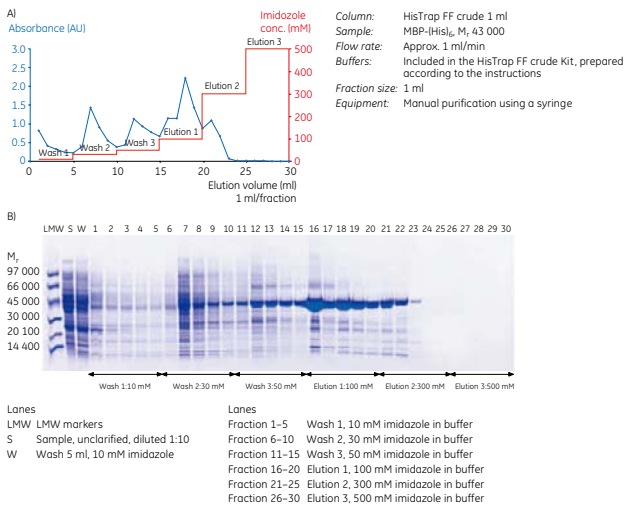 A)
Absorbance (AU)
Imidazole
conc. (mM)
3.0
2.5
2.0
1.5
1.0
0.5
0
500
400
300
200
100
0
Wash 1
Wash 2
Wash 3
Elution 1
Elution 2
Elution 3
0 5 10 15 20 25 30
Elution volume (ml)
1 ml/fraction
Column: HisTrap FF crude 1 ml
Sample: MBP-(His)₆, Mᵣ 43 000
Flow rate: Approx. 1 ml/min
Buffers: Included in the HisTrap FF crude Kit, prepared
according to the instructions
Fraction size: 1 ml
Equipment: Manual purification using a syringe
B)
LMW S W 1 2 3 4 5 6 7 8 9 10 11 12 13 14 15 16 17 18 19 20 21 22 23 24 25 26 27 28 29 30
Mᵣ
97 000
66 000
45 000
30 000
20 100
14 400
Wash 1:10 mM Wash 2:30 mM Wash 3:50 mM Elution 1:100 mM Elution 2:300 mM Elution 3:500 mM
Lanes
LMW LMW markers
S Sample, unclarified, diluted 1:10
W Wash 5 ml, 10 mM imidazole
Lanes
Fraction 1–5 Wash 1, 10 mM imidazole in buffer
Fraction 6–10 Wash 2, 30 mM imidazole in buffer
Fraction 11–15 Wash 3, 50 mM imidazole in buffer
Fraction 16–20 Elution 1, 100 mM imidazole in buffer
Fraction 21–25 Elution 2, 300 mM imidazole in buffer
Fraction 26–30 Elution 3, 500 mM imidazole in buffer